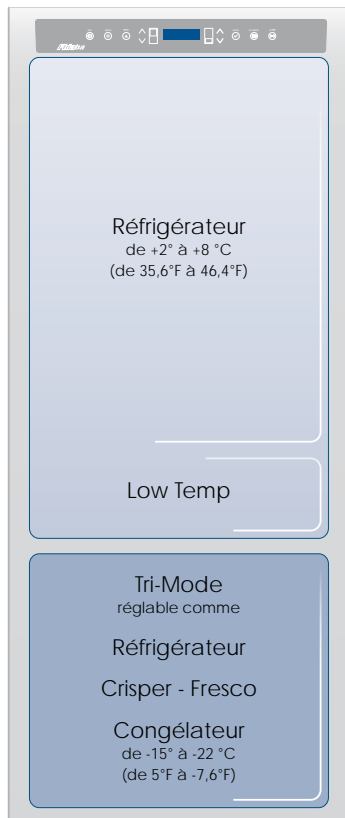 Réfrigérateur
de +2° à +8 °C
(de 35,6°F à 46,4°F)
Low Temp
Tri-Mode
réglable comme
Réfrigérateur
Crisper - Fresco
Congélateur
de -15° à -22 °C
(de 5°F à -7,6°F)